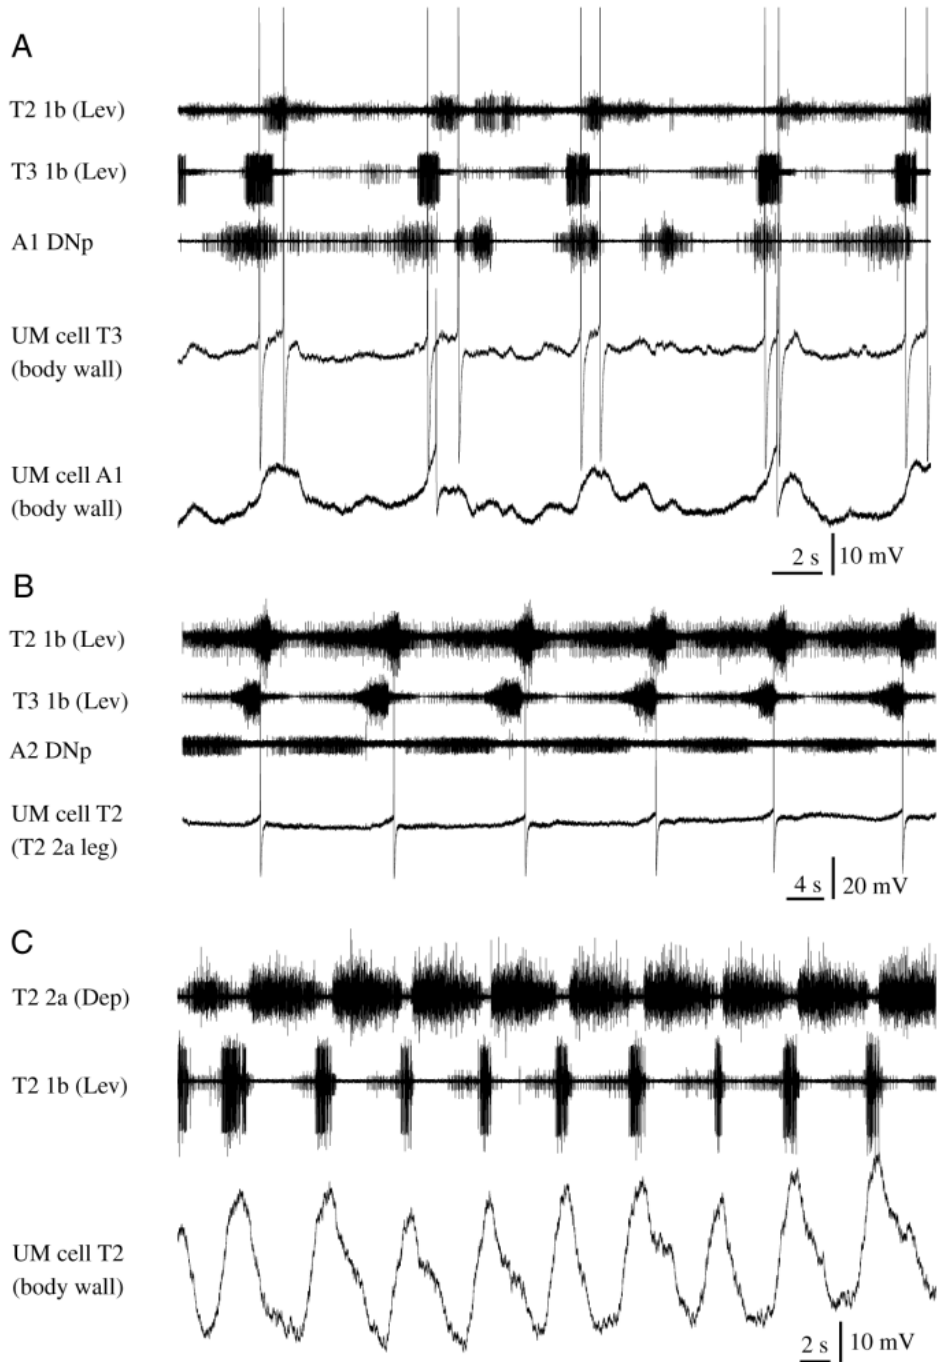 A
T2 1b (Lev)
T3 1b (Lev)
A1 DNp
UM cell T3
(body wall)
UM cell A1
(body wall)
2 s 10 mV
B
T2 1b (Lev)
T3 1b (Lev)
A2 DNp
UM cell T2
(T2 2a leg)
4 s 20 mV
C
T2 2a (Dep)
T2 1b (Lev)
UM cell T2
(body wall)
2 s 10 mV